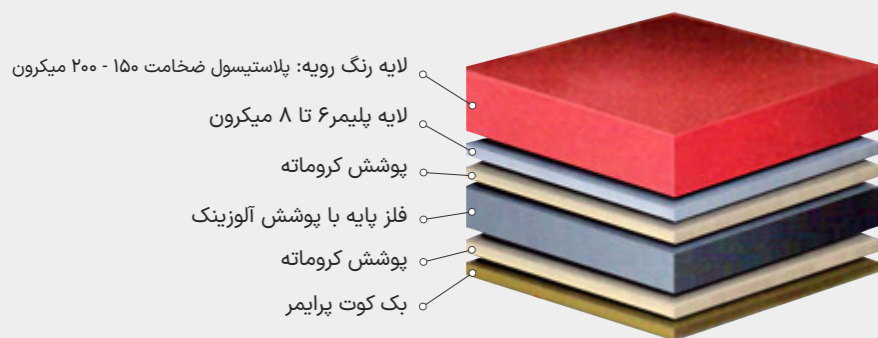 لایه رنگ رویه: پلاستیسول ضخامت ۱۵۰ - ۲۰۰ میکرون
لایه پلیمر۶ تا ۸ میکرون
پوشش کروماته
فلز پایه با پوشش آلوزینک
پوشش کروماته
بک کوت پرایمر